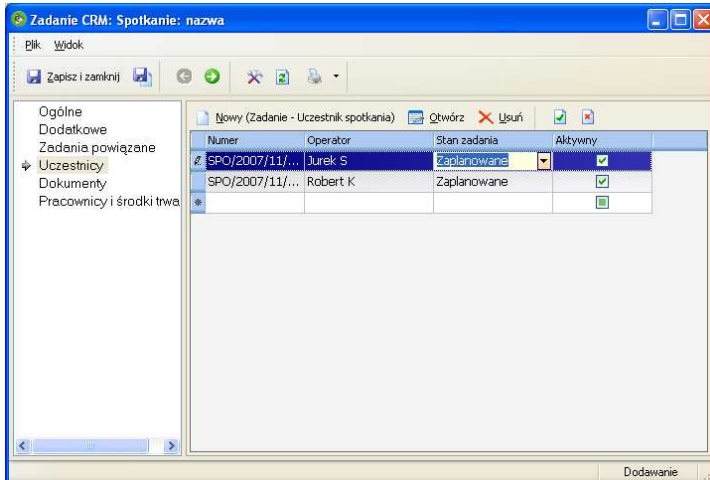 Zadanie CRM: Spotkanie: nazwa
Plik Widok
Zapisz i zamknij
Ogólne
Dodatkowe
Zadania powiązane
Uczestnicy
Dokumenty
Pracownicy i środki trwa
Nowy (Zadanie - Uczestnik spotkania) Otwórz Usuń
Numer Operator Stan zadania Aktywny
SPO/2007/11/... Jurek S Zaplanowane
SPO/2007/11/... Robert K Zaplanowane
Dodawanie